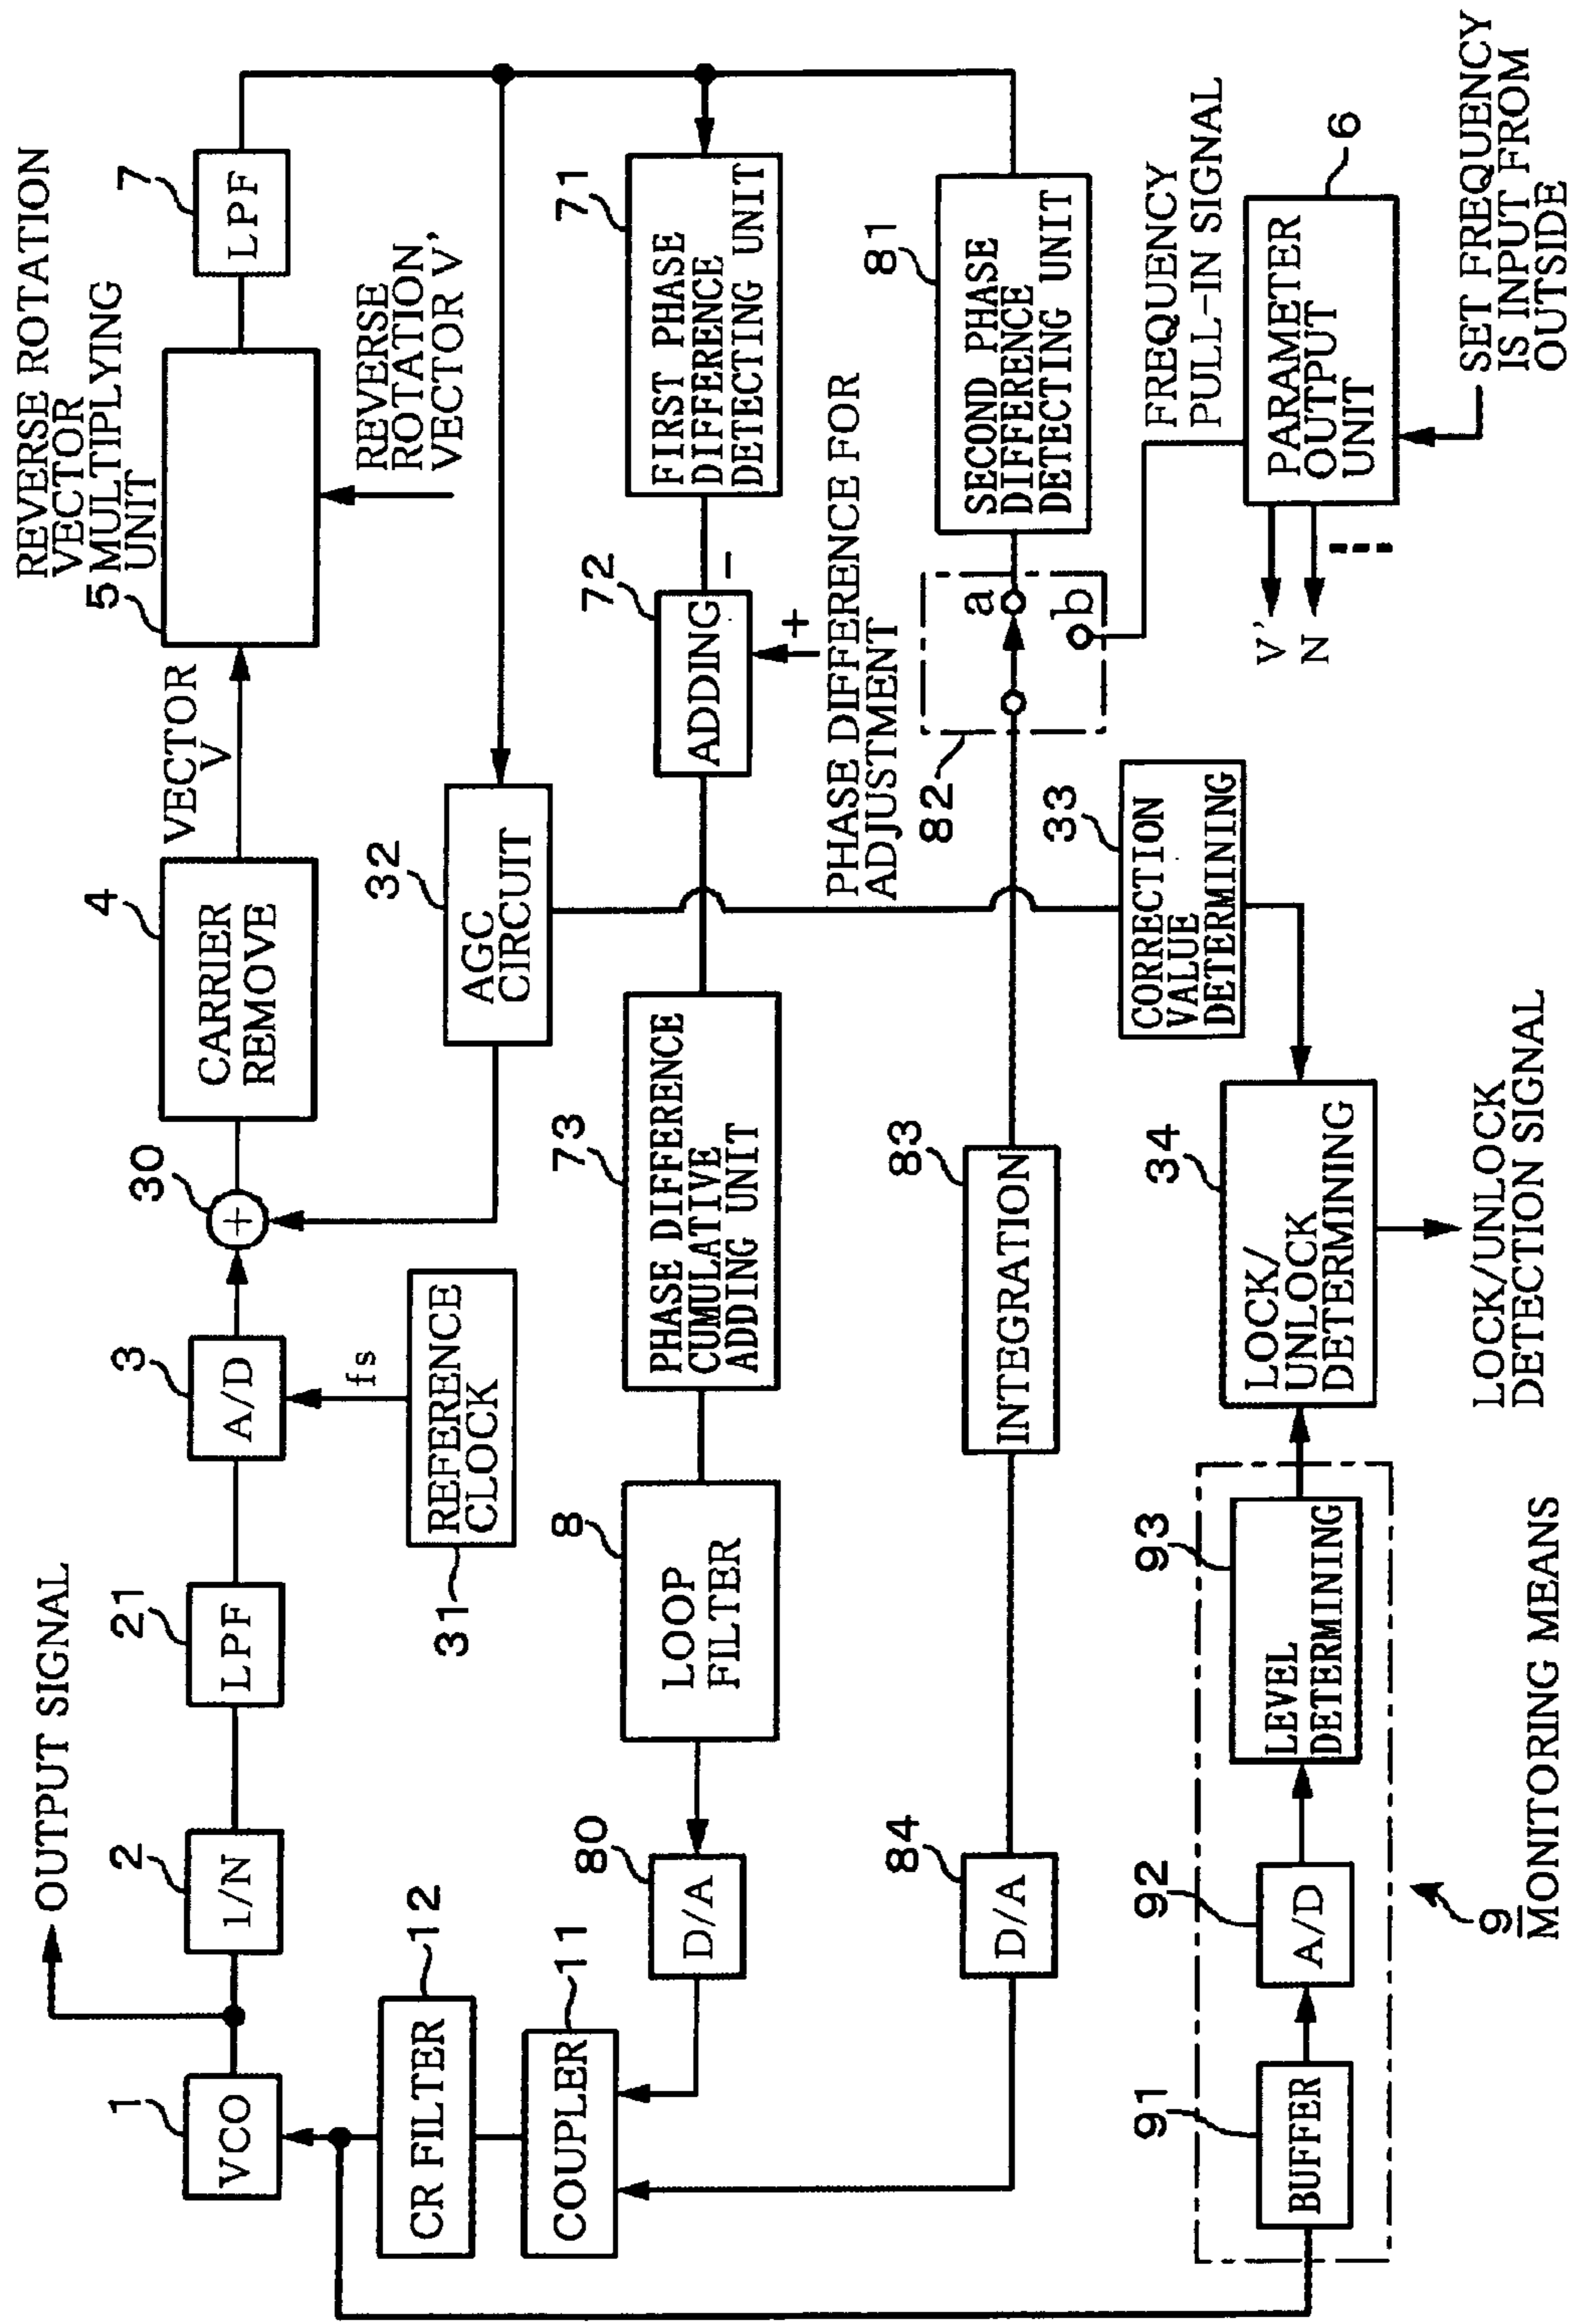 OUTPUT SIGNAL
1
VCO
2
1/N
21
LPF
3
A/D
fs
31
REFERENCE
CLOCK
30
+
4
CARRIER
REMOVE
VECTOR
V
REVERSE ROTATION
VECTOR
5 MULTIPLYING
UNIT
REVERSE
ROTATION
VECTOR V'
7
LPF
12
CR FILTER
11
COUPLER
32
AGC
CIRCUIT
80
D/A
8
LOOP
FILTER
73
PHASE DIFFERENCE
CUMULATIVE
ADDING UNIT
72
ADDING
−
+
PHASE DIFFERENCE FOR
ADJUSTMENT
71
FIRST PHASE
DIFFERENCE
DETECTING UNIT
84
D/A
83
INTEGRATION
82
a
b
81
SECOND PHASE
DIFFERENCE
DETECTING UNIT
FREQUENCY
PULL-IN SIGNAL
6
PARAMETER
OUTPUT
UNIT
V'
N
SET FREQUENCY
IS INPUT FROM
OUTSIDE
33
CORRECTION
VALUE
DETERMINING
34
LOCK/
UNLOCK
DETERMINING
LOCK/UNLOCK
DETECTION SIGNAL
91
BUFFER
92
A/D
93
LEVEL
DETERMINING
9
MONITORING MEANS